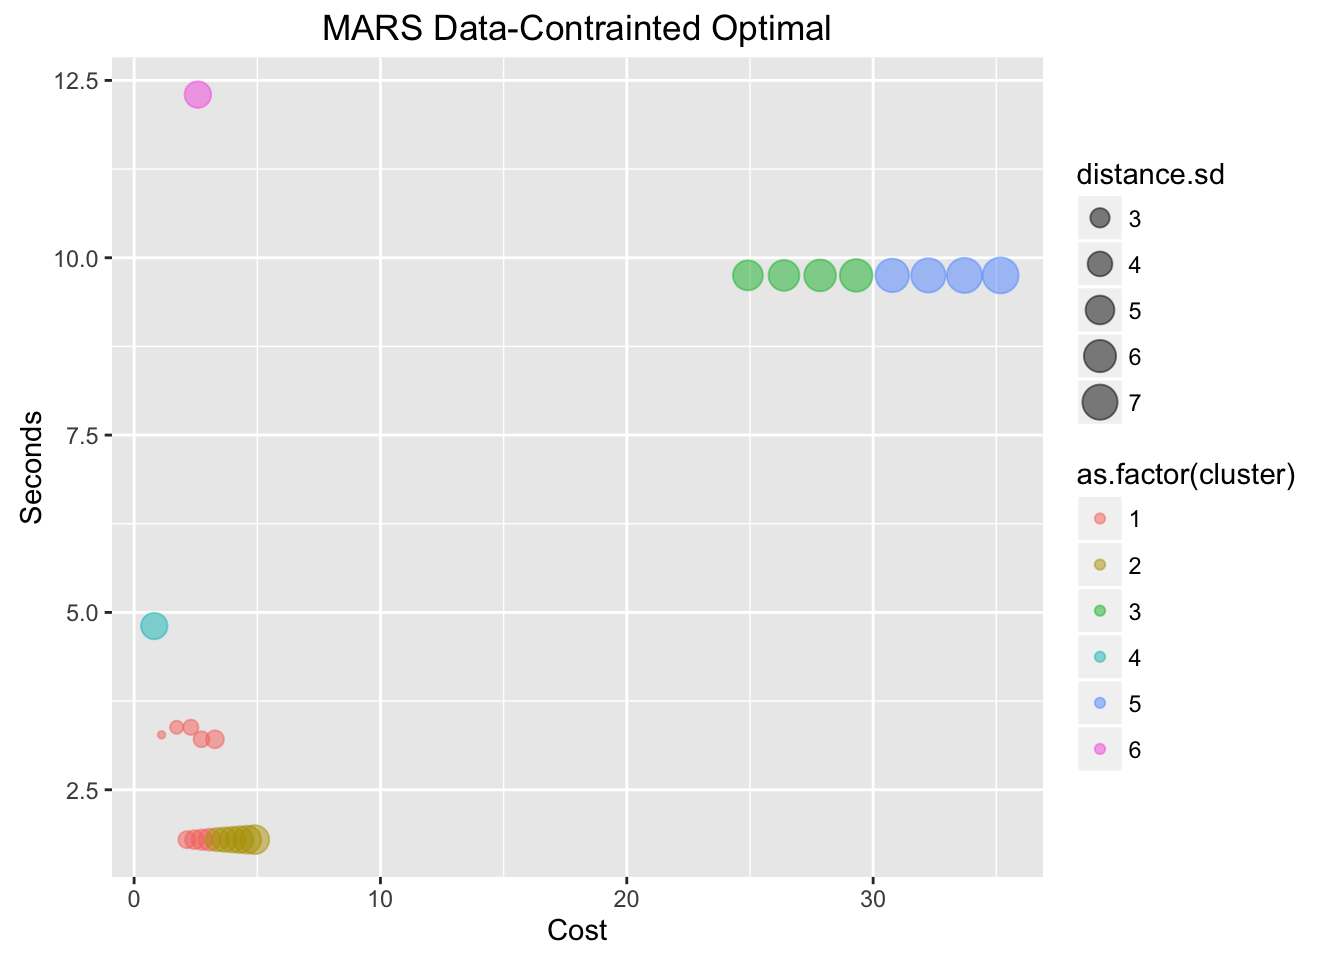 MARS Data-Contrainted Optimal
12.5
10.0
7.5
5.0
2.5
Seconds
0 10 20 30
Cost
distance.sd
3
4
5
6
7
as.factor(cluster)
1
2
3
4
5
6